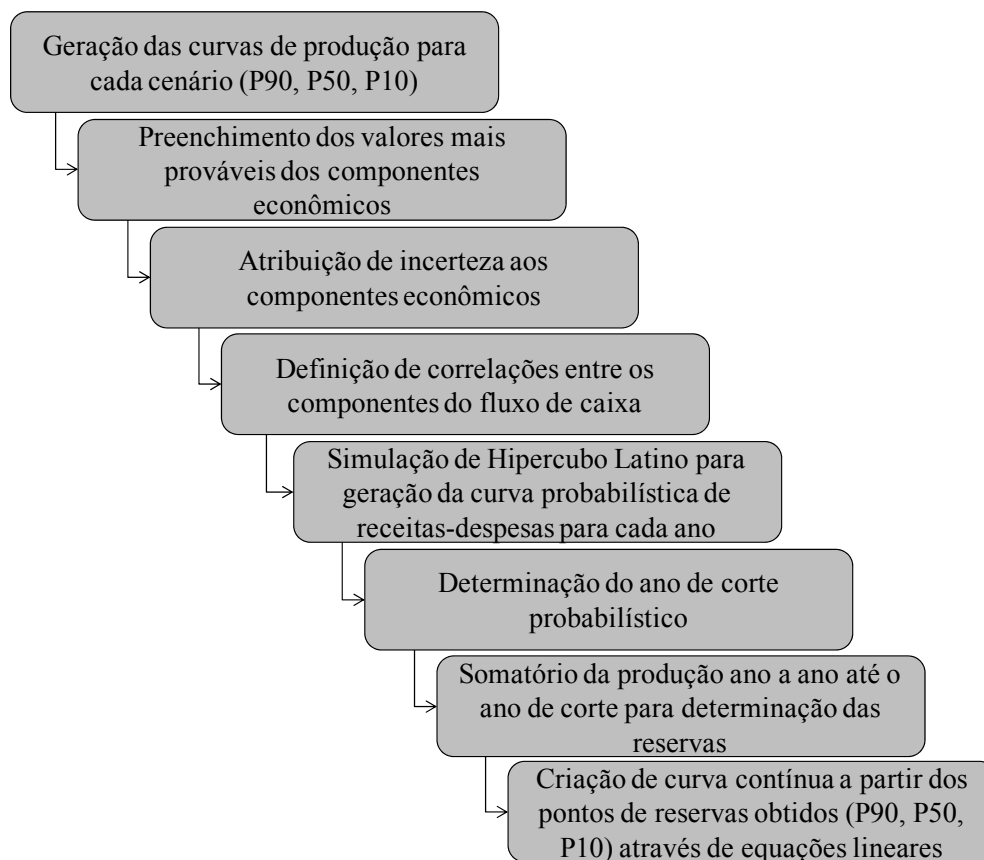 Geração das curvas de produção para
cada cenário (P90, P50, P10)
Preenchimento dos valores mais
prováveis dos componentes
econômicos
Atribuição de incerteza aos
componentes econômicos
Definição de correlações entre os
componentes do fluxo de caixa
Simulação de Hipercubo Latino para
geração da curva probabilística de
receitas-despesas para cada ano
Determinação do ano de corte
probabilístico
Somatório da produção ano a ano até o
ano de corte para determinação das
reservas
Criação de curva contínua a partir dos
pontos de reservas obtidos (P90, P50,
P10) através de equações lineares